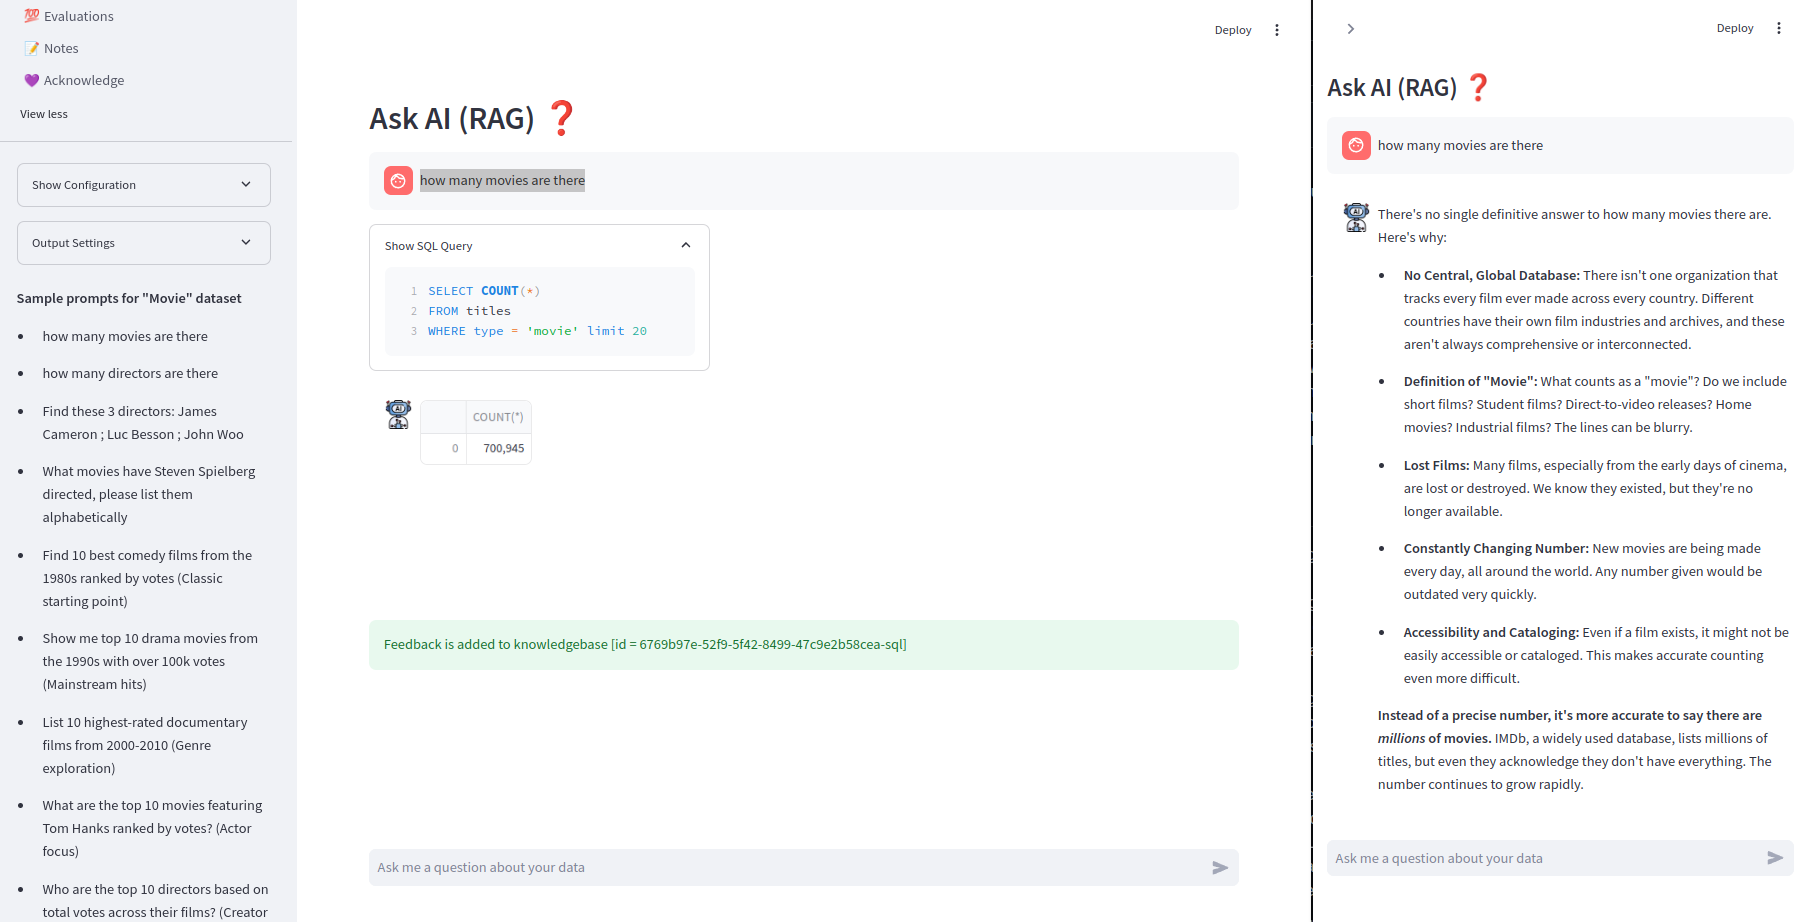 Evaluations
Notes
Acknowledge
View less
Show Configuration
Output Settings
Sample prompts for "Movie" dataset
how many movies are there
how many directors are there
Find these 3 directors: James
Cameron ; Luc Besson ; John Woo
What movies have Steven Spielberg
directed, please list them
alphabetically
Find 10 best comedy films from the
1980s ranked by votes (Classic
starting point)
Show me top 10 drama movies from
the 1990s with over 100k votes
(Mainstream hits)
List 10 highest-rated documentary
films from 2000-2010 (Genre
exploration)
What are the top 10 movies featuring
Tom Hanks ranked by votes? (Actor
focus)
Who are the top 10 directors based on
total votes across their films? (Creator
Deploy
Ask AI (RAG) ❓
how many movies are there
Show SQL Query
1 SELECT COUNT(*)
2 FROM titles
3 WHERE type = 'movie' limit 20
COUNT(*)
0 700,945
Feedback is added to knowledgebase [id = 6769b97e-52f9-5f42-8499-47c9e2b58cea-sql]
Ask me a question about your data
Deploy
Ask AI (RAG) ❓
how many movies are there
There's no single definitive answer to how many movies there are.
Here's why:
No Central, Global Database: There isn't one organization that
tracks every film ever made across every country. Different
countries have their own film industries and archives, and these
aren't always comprehensive or interconnected.
Definition of "Movie": What counts as a "movie"? Do we include
short films? Student films? Direct-to-video releases? Home
movies? Industrial films? The lines can be blurry.
Lost Films: Many films, especially from the early days of cinema,
are lost or destroyed. We know they existed, but they're no
longer available.
Constantly Changing Number: New movies are being made
every day, all around the world. Any number given would be
outdated very quickly.
Accessibility and Cataloging: Even if a film exists, it might not be
easily accessible or cataloged. This makes accurate counting
even more difficult.
Instead of a precise number, it's more accurate to say there are
millions of movies. IMDb, a widely used database, lists millions of
titles, but even they acknowledge they don't have everything. The
number continues to grow rapidly.
Ask me a question about your data